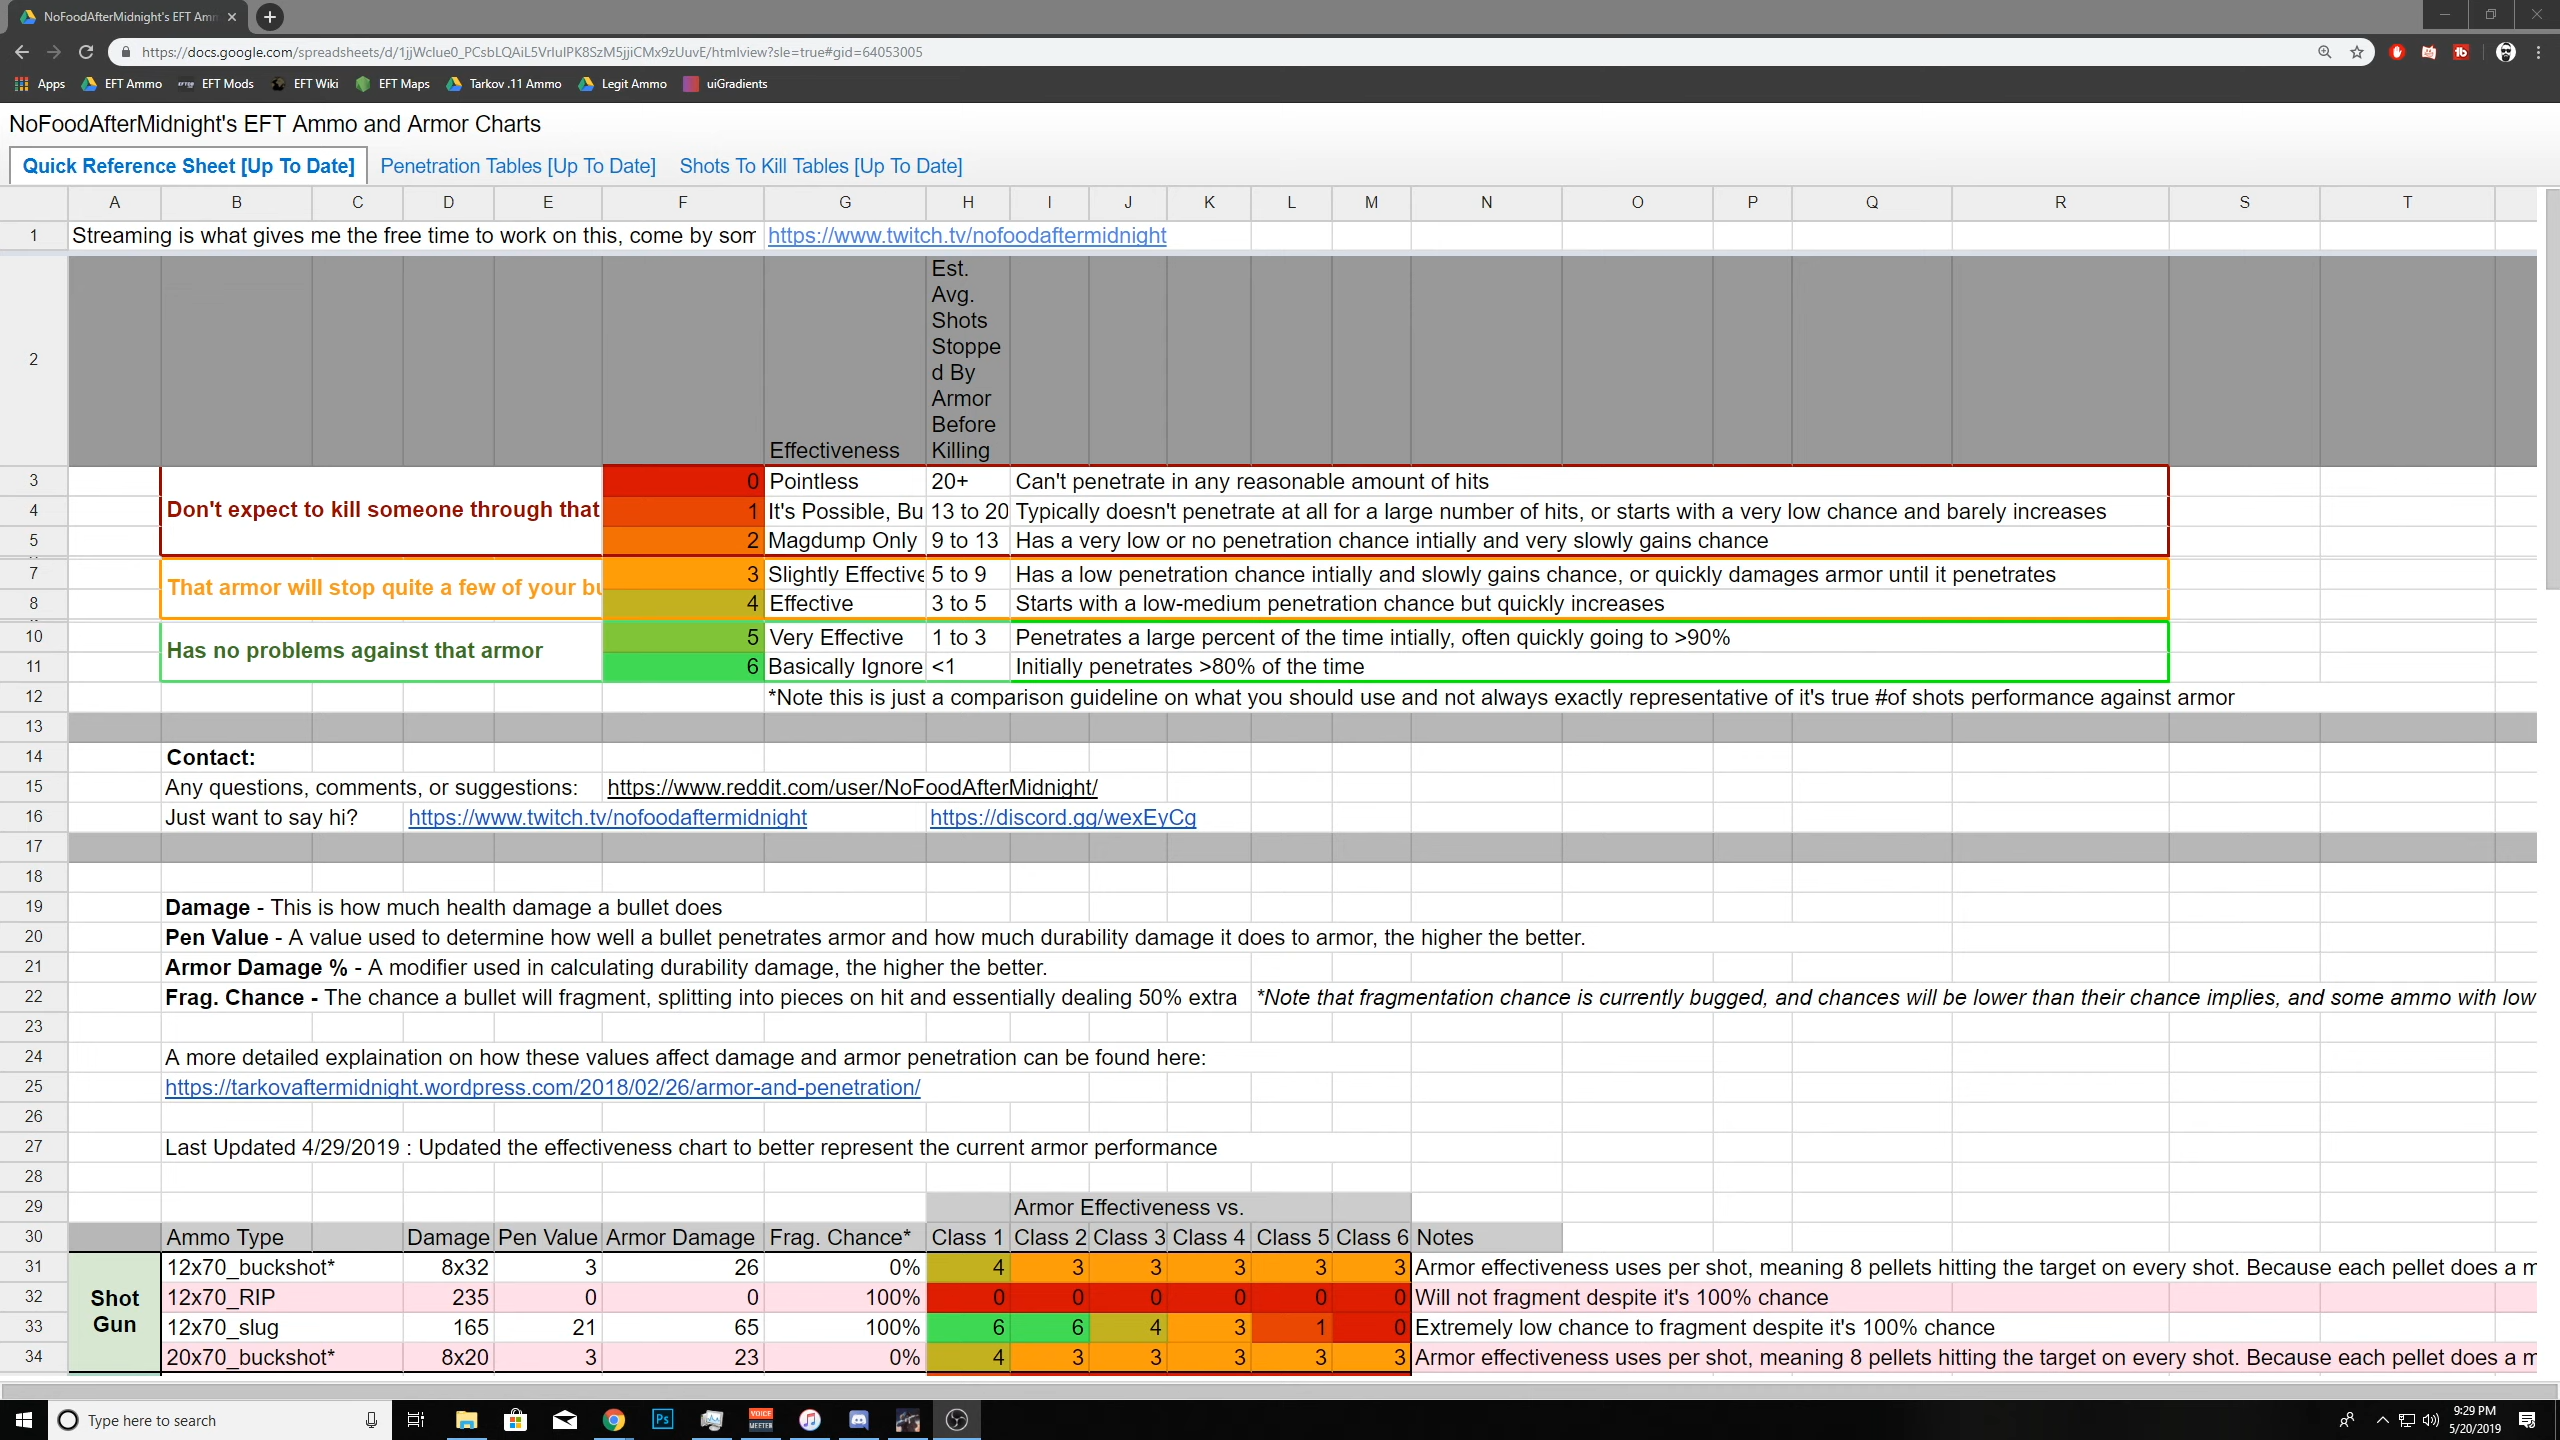 NoFoodAfterMidnight's EFT Amm
https://docs.google.com/spreadsheets/d/1jjWclue0_PCsbLQAiL5VrIulPK8SzM5jjiCMx9zUuvE/htmlview?sle=true#gid=64053005
Apps EFT Ammo EFT Mods EFT Wiki EFT Maps Tarkov .11 Ammo Legit Ammo uiGradients
NoFoodAfterMidnight's EFT Ammo and Armor Charts
Quick Reference Sheet [Up To Date] Penetration Tables [Up To Date] Shots To Kill Tables [Up To Date]
A B C D E F G H I J K L M N O P Q R S T
1 Streaming is what gives me the free time to work on this, come by som https://www.twitch.tv/nofoodaftermidnight
2 Effectiveness
Est.
Avg.
Shots
Stoppe
d By
Armor
Before
Killing
3 0 Pointless 20+ Can't penetrate in any reasonable amount of hits
Don't expect to kill someone through that
4 1 It's Possible, Bu 13 to 20 Typically doesn't penetrate at all for a large number of hits, or starts with a very low chance and barely increases
5 2 Magdump Only 9 to 13 Has a very low or no penetration chance intially and very slowly gains chance
7 3 Slightly Effective 5 to 9 Has a low penetration chance intially and slowly gains chance, or quickly damages armor until it penetrates
That armor will stop quite a few of your bu
8 4 Effective 3 to 5 Starts with a low-medium penetration chance but quickly increases
10 5 Very Effective 1 to 3 Penetrates a large percent of the time intially, often quickly going to >90%
Has no problems against that armor
11 6 Basically Ignore <1 Initially penetrates >80% of the time
12 *Note this is just a comparison guideline on what you should use and not always exactly representative of it's true #of shots performance against armor
13
14 Contact:
15 Any questions, comments, or suggestions: https://www.reddit.com/user/NoFoodAfterMidnight/
16 Just want to say hi? https://www.twitch.tv/nofoodaftermidnight https://discord.gg/wexEyCg
17
18
19 Damage - This is how much health damage a bullet does
20 Pen Value - A value used to determine how well a bullet penetrates armor and how much durability damage it does to armor, the higher the better.
21 Armor Damage % - A modifier used in calculating durability damage, the higher the better.
22 Frag. Chance - The chance a bullet will fragment, splitting into pieces on hit and essentially dealing 50% extra *Note that fragmentation chance is currently bugged, and chances will be lower than their chance implies, and some ammo with low
23
24 A more detailed explaination on how these values affect damage and armor penetration can be found here:
25 https://tarkovaftermidnight.wordpress.com/2018/02/26/armor-and-penetration/
26
27 Last Updated 4/29/2019 : Updated the effectiveness chart to better represent the current armor performance
28
29 Armor Effectiveness vs.
30 Ammo Type Damage Pen Value Armor Damage Frag. Chance* Class 1 Class 2 Class 3 Class 4 Class 5 Class 6 Notes
31 12x70_buckshot* 8x32 3 26 0% 4 3 3 3 3 3 Armor effectiveness uses per shot, meaning 8 pellets hitting the target on every shot. Because each pellet does a m
Shot
Gun
32 12x70_RIP 235 0 0 100% 0 0 0 0 0 0 Will not fragment despite it's 100% chance
33 12x70_slug 165 21 65 100% 6 6 4 3 1 0 Extremely low chance to fragment despite it's 100% chance
34 20x70_buckshot* 8x20 3 23 0% 4 3 3 3 3 3 Armor effectiveness uses per shot, meaning 8 pellets hitting the target on every shot. Because each pellet does a m
Type here to search
Ps
VOICE
MEETER
9:29 PM
5/20/2019